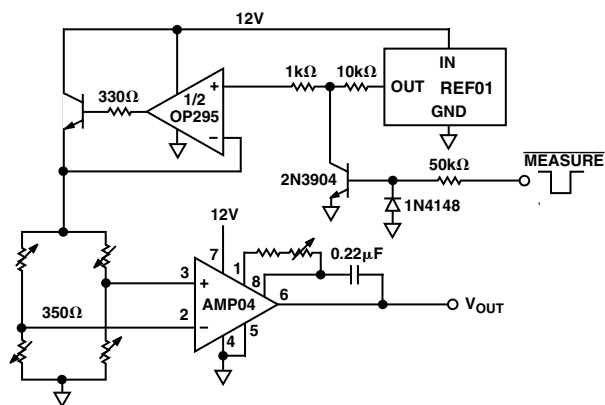 12V
IN
OUT
REF01
GND
1kΩ
10kΩ
330Ω
+
1/2
OP295
−
50kΩ
MEASURE
2N3904
1N4148
12V
7
1
8
0.22µF
3
+
AMP04
6
VOUT
350Ω
2
−
4
5